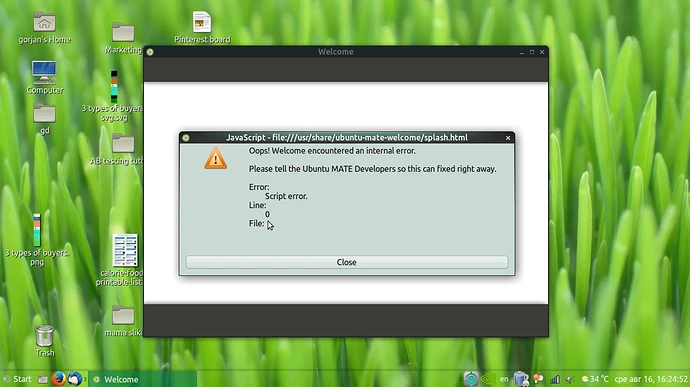 gorjan's Home
Marketing
Pinterest board
Computer
3 types of buyers
svg.svg
gd
AB testing tuto
3 types of buyers.
png
calorie-food
printable-list.
mama sliki
Trash
Welcome
JavaScript - file:///usr/share/ubuntu-mate-welcome/splash.html
Oops! Welcome encountered an internal error.
Please tell the Ubuntu MATE Developers so this can fixed right away.
Error:
Script error.
Line:
0
File:
Close
Start
Welcome
en
34 °C
сре авг 16, 16:24:52